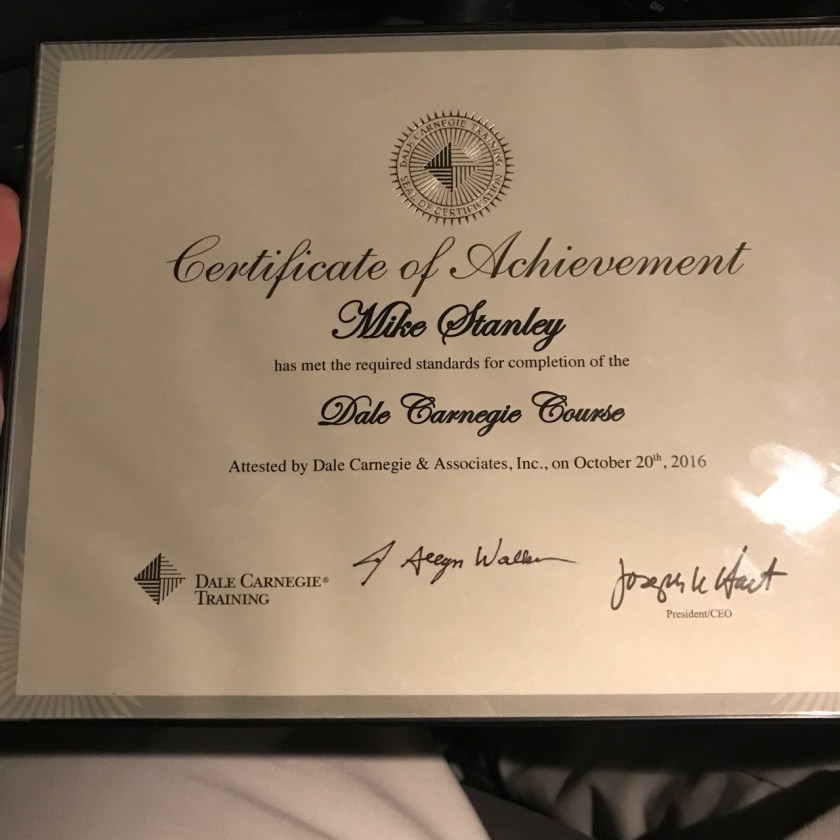 DALE CARNEGIE TRAINING
SEAL OF CERTIFICATION
Certificate of Achievement
Mike Stanley
has met the required standards for completion of the
Dale Carnegie Course
Attested by Dale Carnegie & Associates, Inc., on October 20th, 2016
DALE CARNEGIE®
TRAINING
Joseph K Hart
President/CEO